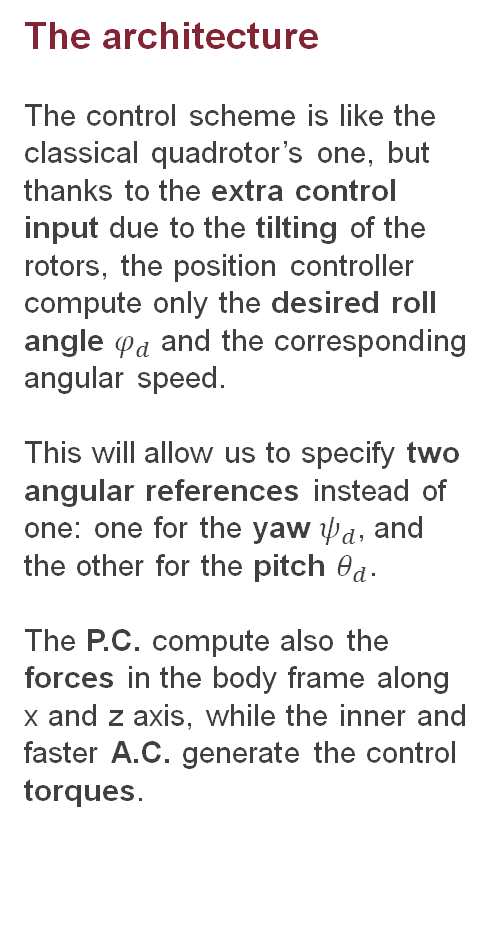 The architecture
The control scheme is like the
classical quadrotor’s one, but
thanks to the extra control
input due to the tilting of the
rotors, the position controller
compute only the desired roll
angle φd and the corresponding
angular speed.
This will allow us to specify two
angular references instead of
one: one for the yaw ψd, and
the other for the pitch θd.
The P.C. compute also the
forces in the body frame along
x and z axis, while the inner and
faster A.C. generate the control
torques.